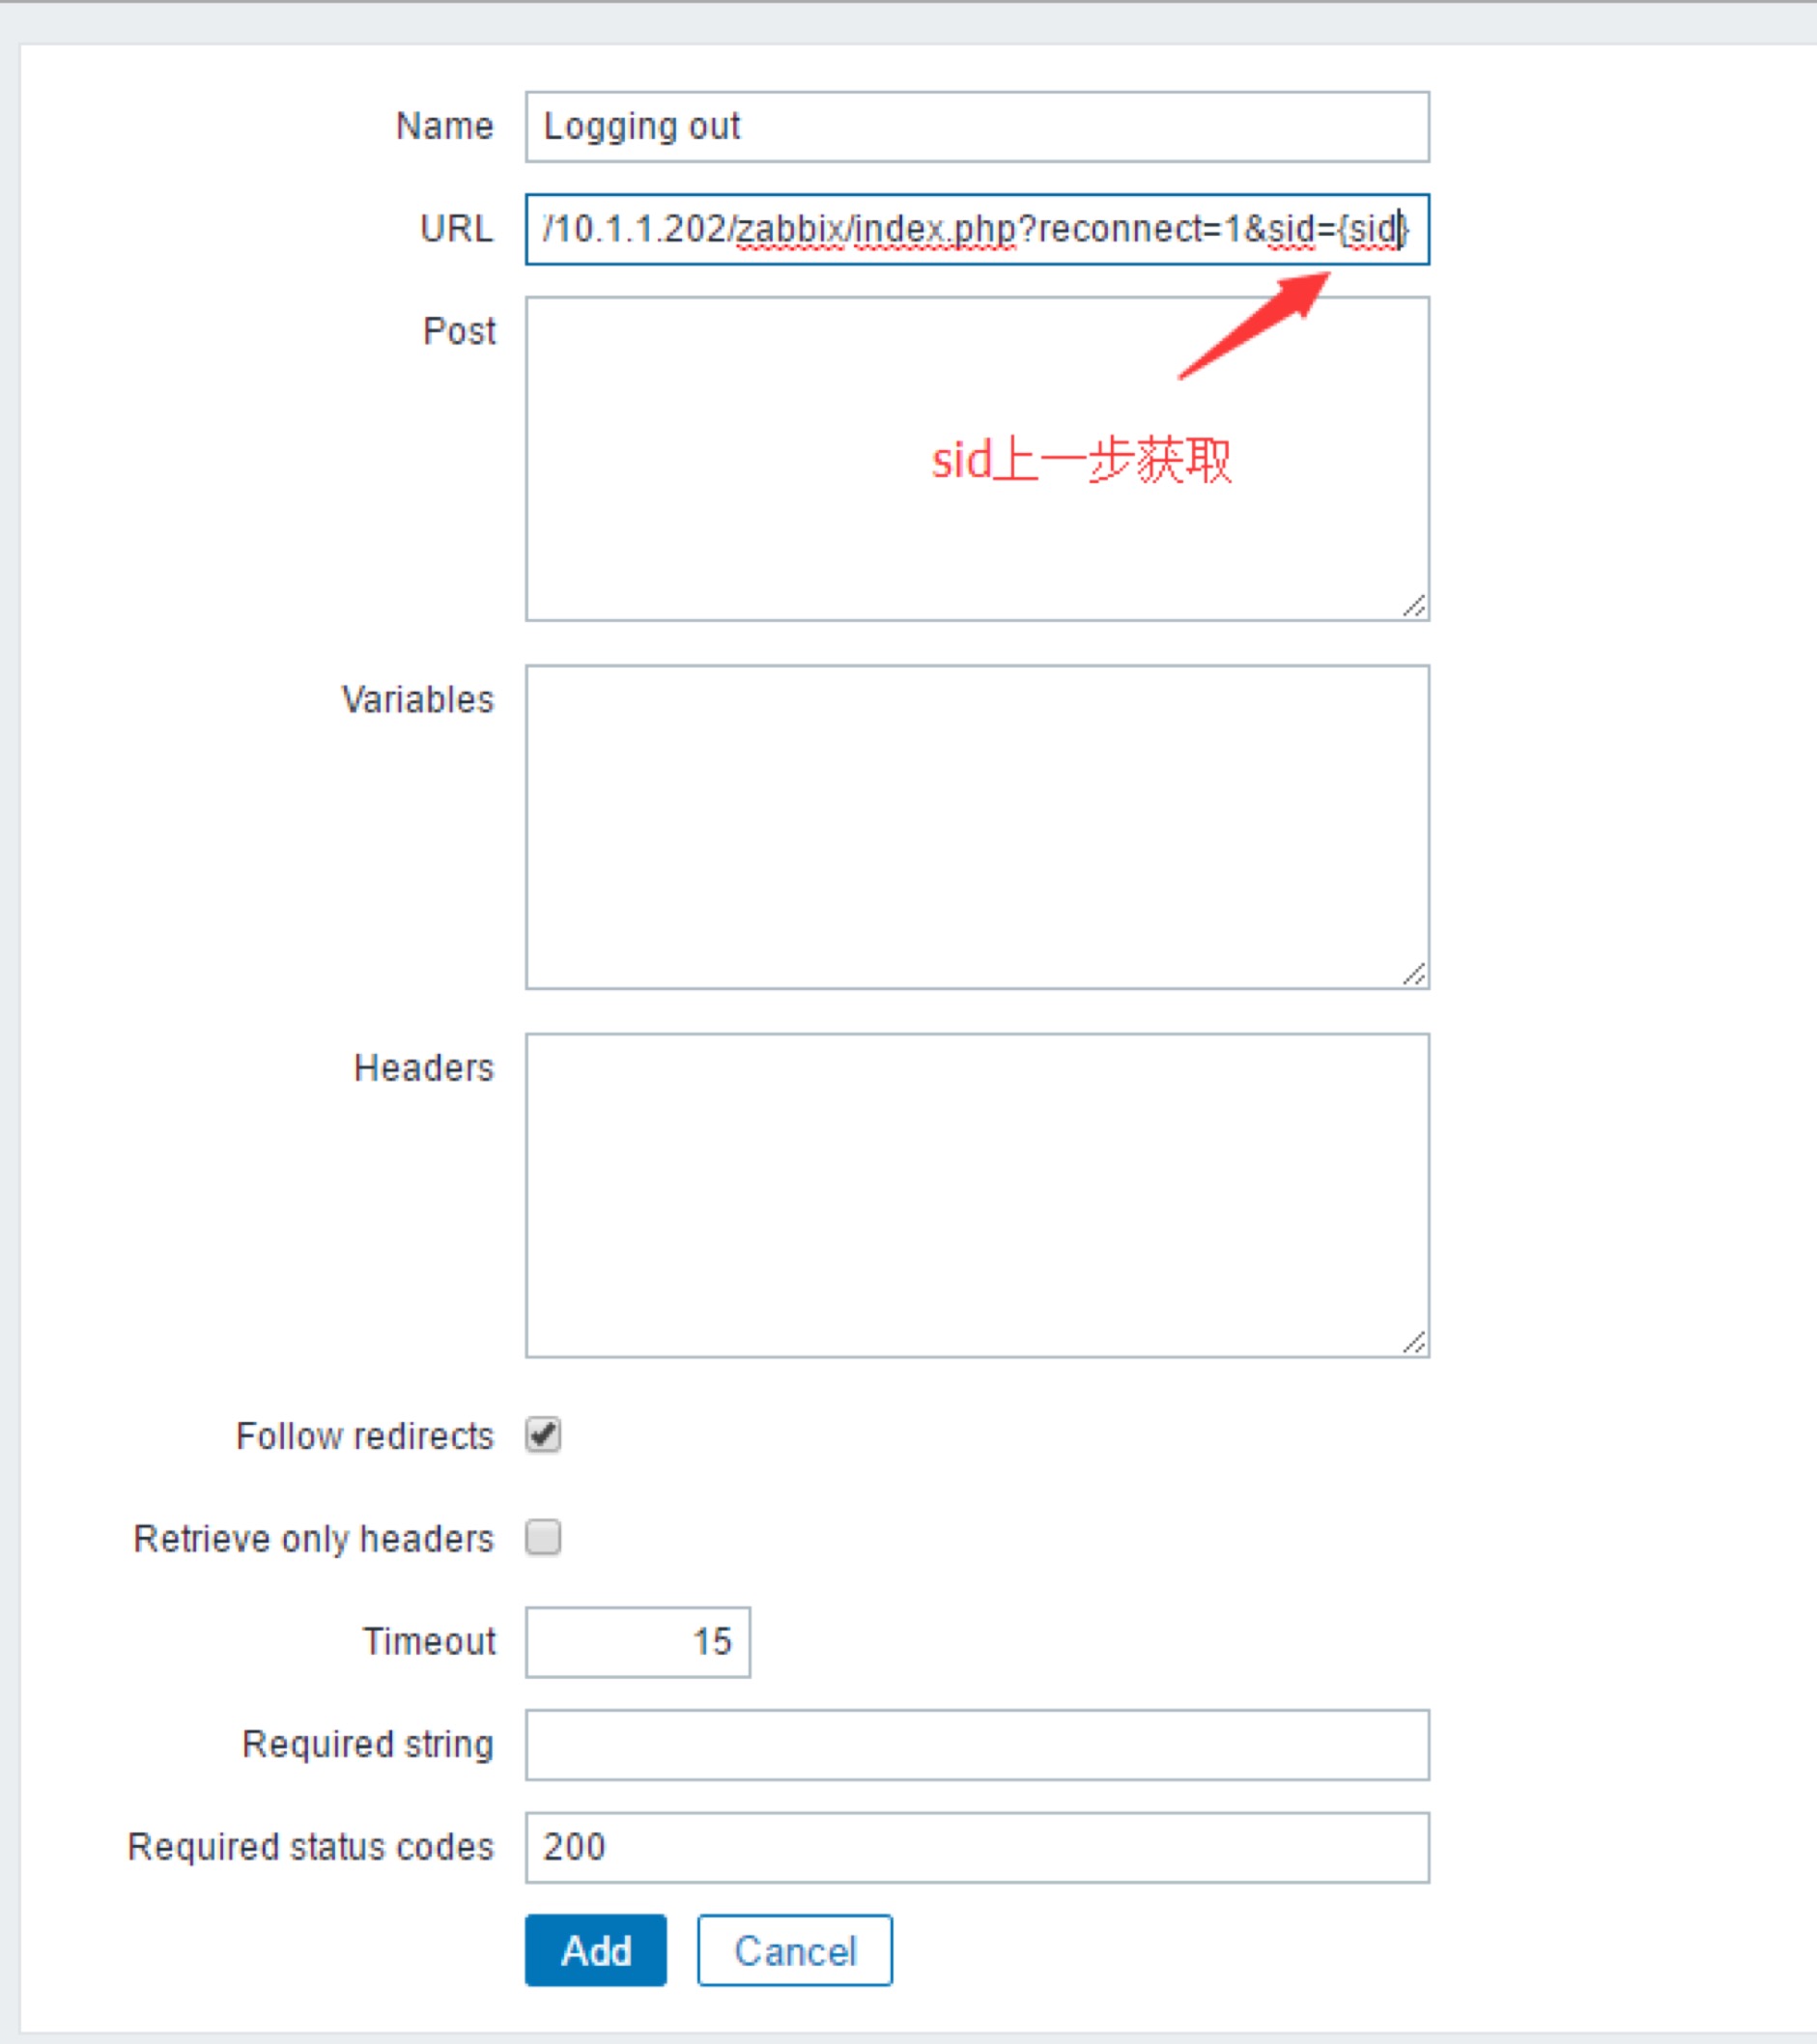 Name Logging out
URL /10.1.1.202/zabbix/index.php?reconnect=1&sid={sid}
Post
sid上一步获取
Variables
Headers
Follow redirects
Retrieve only headers
Timeout 15
Required string
Required status codes 200
Add Cancel